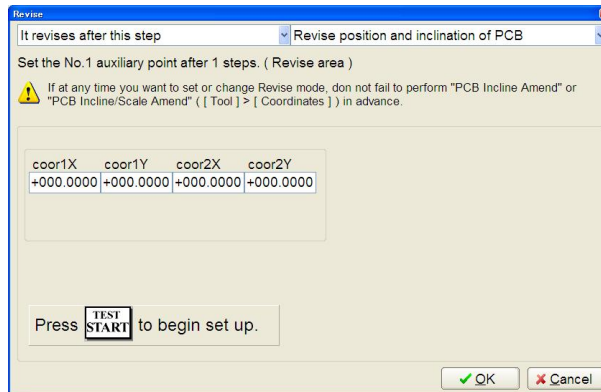 Revise
It revises after this step
Revise position and inclination of PCB
Set the No.1 auxiliary point after 1 steps. ( Revise area )
If at any time you want to set or change Revise mode, don not fail to perform "PCB Incline Amend" or
"PCB Incline/Scale Amend" ( [ Tool ] > [ Coordinates ] ) in advance.
coor1X coor1Y coor2X coor2Y
+000.0000 +000.0000 +000.0000 +000.0000
Press TEST START to begin set up.
OK Cancel